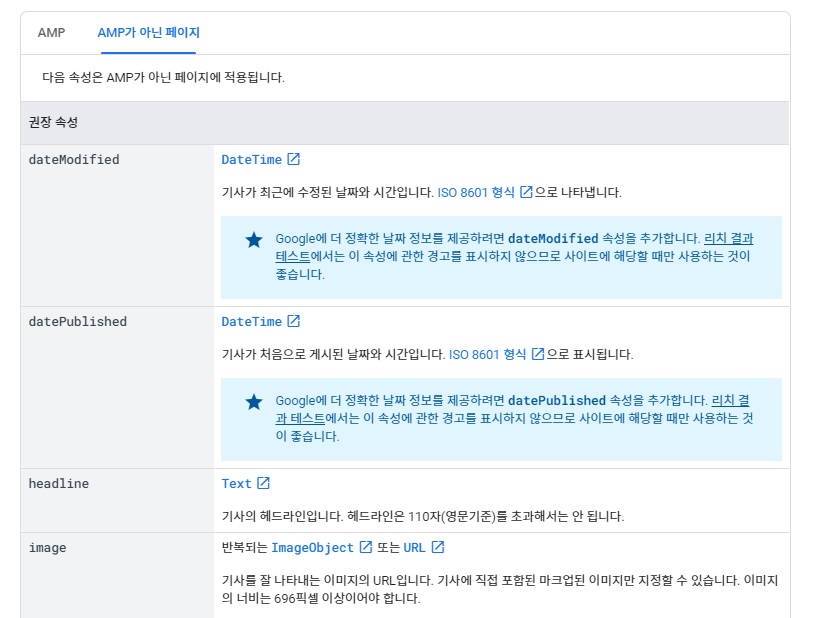 AMP
AMP가 아닌 페이지
다음 속성은 AMP가 아닌 페이지에 적용됩니다.
권장 속성
dateModified
DateTime
기사가 최근에 수정된 날짜와 시간입니다. ISO 8601 형식 으로 나타냅니다.
Google에 더 정확한 날짜 정보를 제공하려면 dateModified 속성을 추가합니다. 리치 결과
테스트에서는 이 속성에 관한 경고를 표시하지 않으므로 사이트에 해당할 때만 사용하는 것이
좋습니다.
datePublished
DateTime
기사가 처음으로 게시된 날짜와 시간입니다. ISO 8601 형식 으로 표시됩니다.
Google에 더 정확한 날짜 정보를 제공하려면 datePublished 속성을 추가합니다. 리치 결
과 테스트에서는 이 속성에 관한 경고를 표시하지 않으므로 사이트에 해당할 때만 사용하는 것
이 좋습니다.
headline
Text
기사의 헤드라인입니다. 헤드라인은 110자(영문기준)를 초과해서는 안 됩니다.
image
반복되는 ImageObject 또는 URL
기사를 잘 나타내는 이미지의 URL입니다. 기사에 직접 포함된 마크업된 이미지만 지정할 수 있습니다. 이미지
의 너비는 696픽셀 이상이어야 합니다.